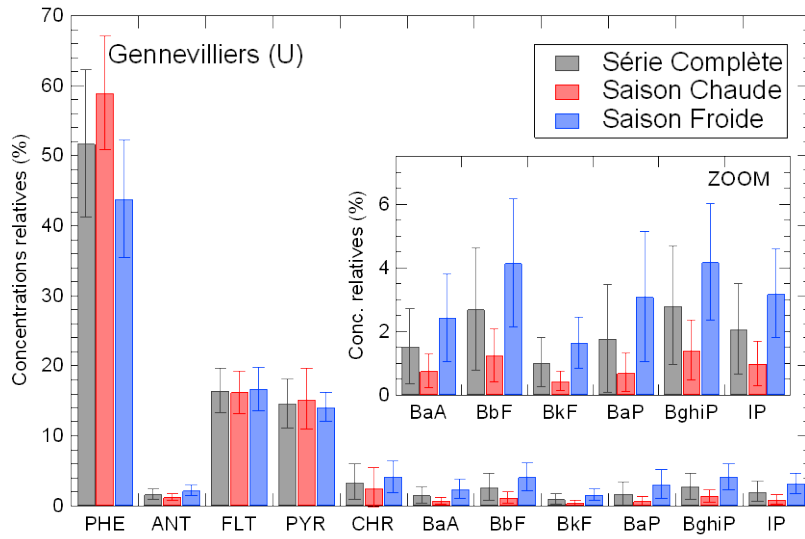 Gennevilliers (U)
Série Complète
Saison Chaude
Saison Froide
Concentrations relatives (%)
70
60
50
40
30
20
10
0
PHE ANT FLT PYR CHR BaA BbF BkF BaP BghiP IP
ZOOM
Conc. relatives (%)
6
4
2
0
BaA BbF BkF BaP BghiP IP